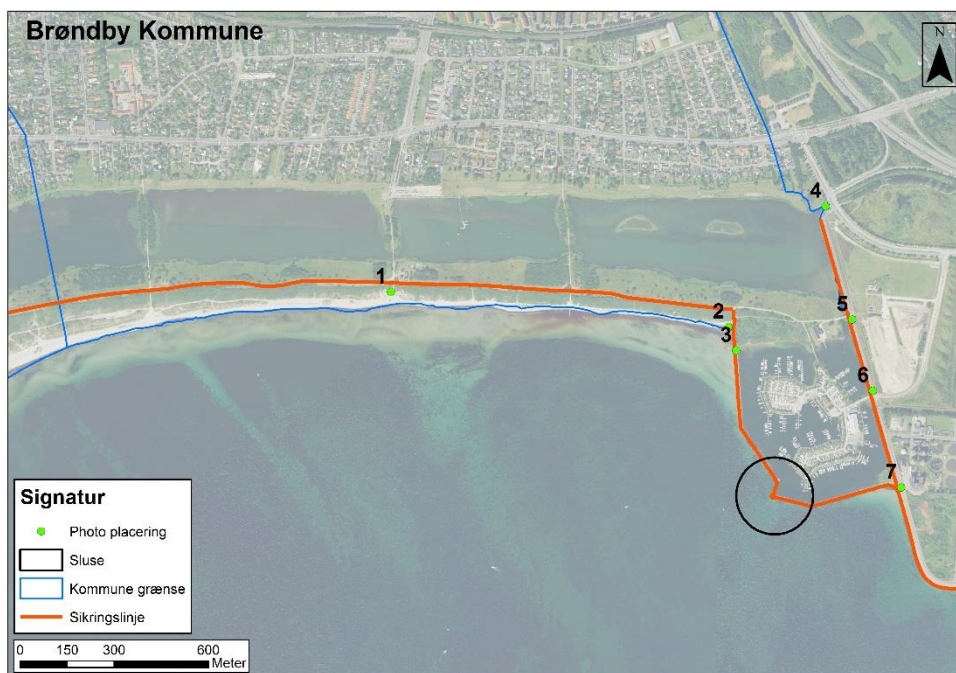 Brøndby Kommune
N
4
1
2
5
3
6
7
Signatur
Photo placering
Sluse
Kommune grænse
Sikringslinje
0 150 300 600
Meter